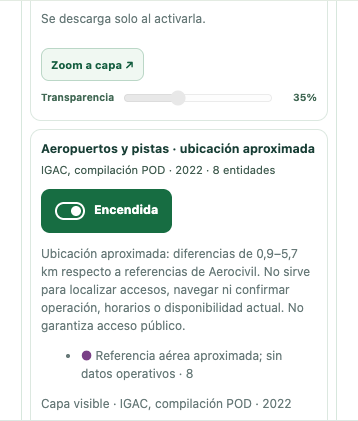 Se descarga solo al activarla.
Zoom a capa ↗
Transparencia 35%
Aeropuertos y pistas · ubicación aproximada
IGAC, compilación POD · 2022 · 8 entidades
Encendida
Ubicación aproximada: diferencias de 0,9–5,7
km respecto a referencias de Aerocivil. No sirve
para localizar accesos, navegar ni confirmar
operación, horarios o disponibilidad actual. No
garantiza acceso público.
Referencia aérea aproximada; sin
datos operativos · 8
Capa visible · IGAC, compilación POD · 2022